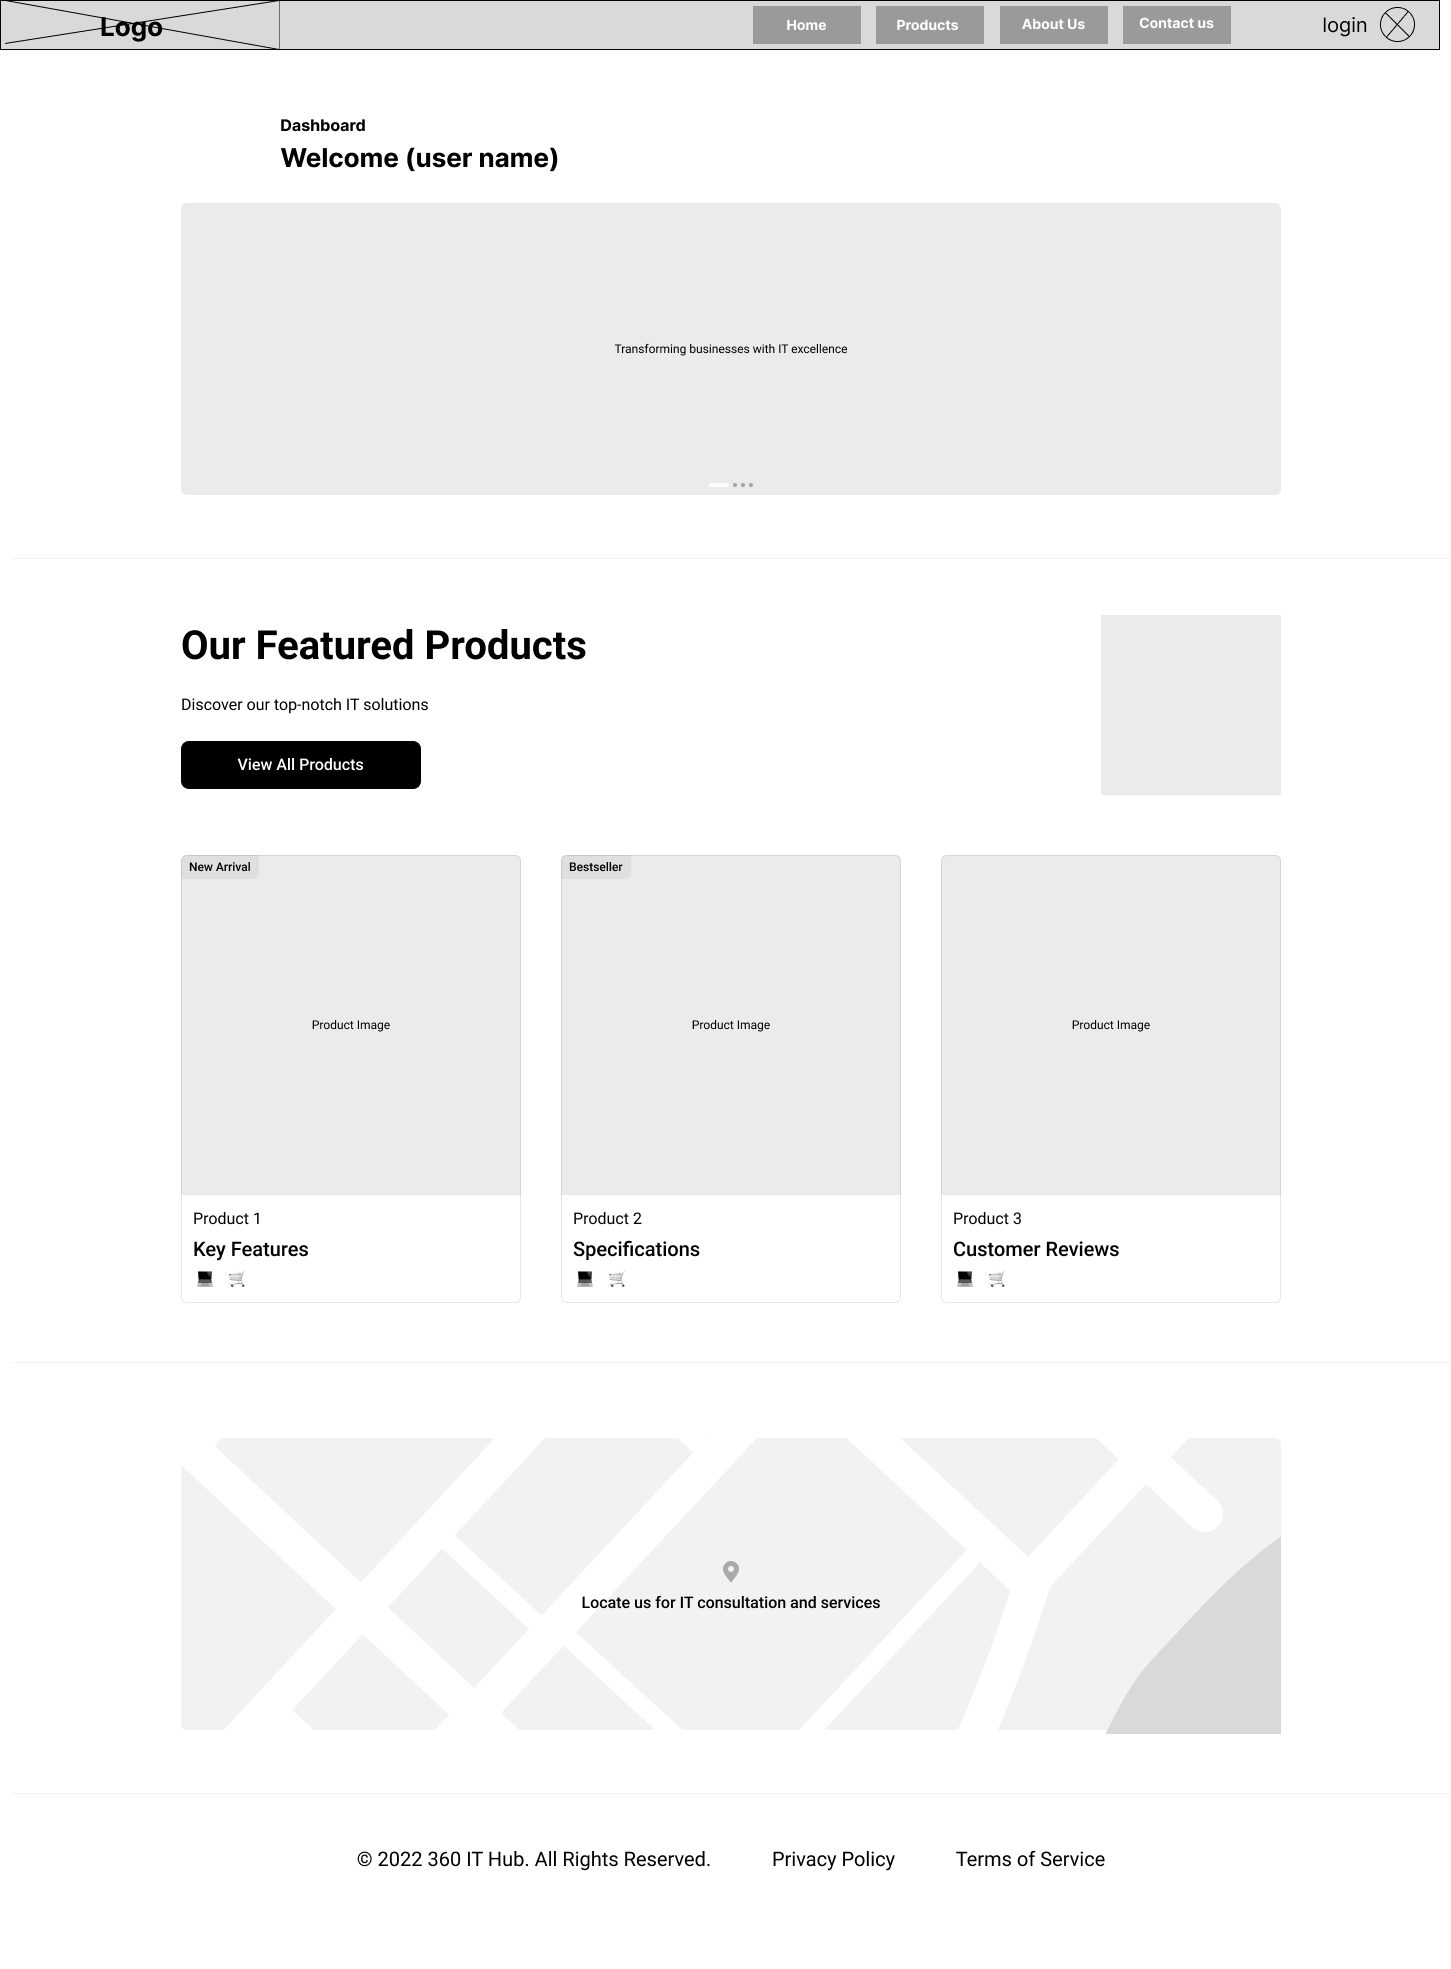 Logo
Home
Products
About Us
Contact us
login
Dashboard
Welcome (user name)
Transforming businesses with IT excellence
Our Featured Products
Discover our top-notch IT solutions
View All Products
New Arrival
Product Image
Product 1
Key Features
Bestseller
Product Image
Product 2
Specifications
Product Image
Product 3
Customer Reviews
Locate us for IT consultation and services
© 2022 360 IT Hub. All Rights Reserved.
Privacy Policy
Terms of Service